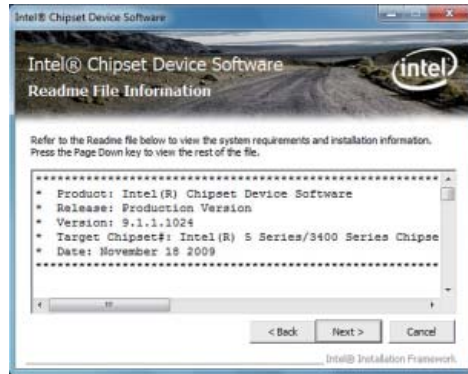 Intel® Chipset Device Software
Intel® Chipset Device Software
intel
Readme File Information
Refer to the Readme file below to view the system requirements and installation information.
Press the Page Down key to view the rest of the file.
****************************************************************
* Product: Intel(R) Chipset Device Software
* Release: Production Version
* Version: 9.1.1.1024
* Target Chipset#: Intel(R) 5 Series/3400 Series Chipse
* Date: November 18 2009
****************************************************************
< Back Next > Cancel
Intel® Installation Framework